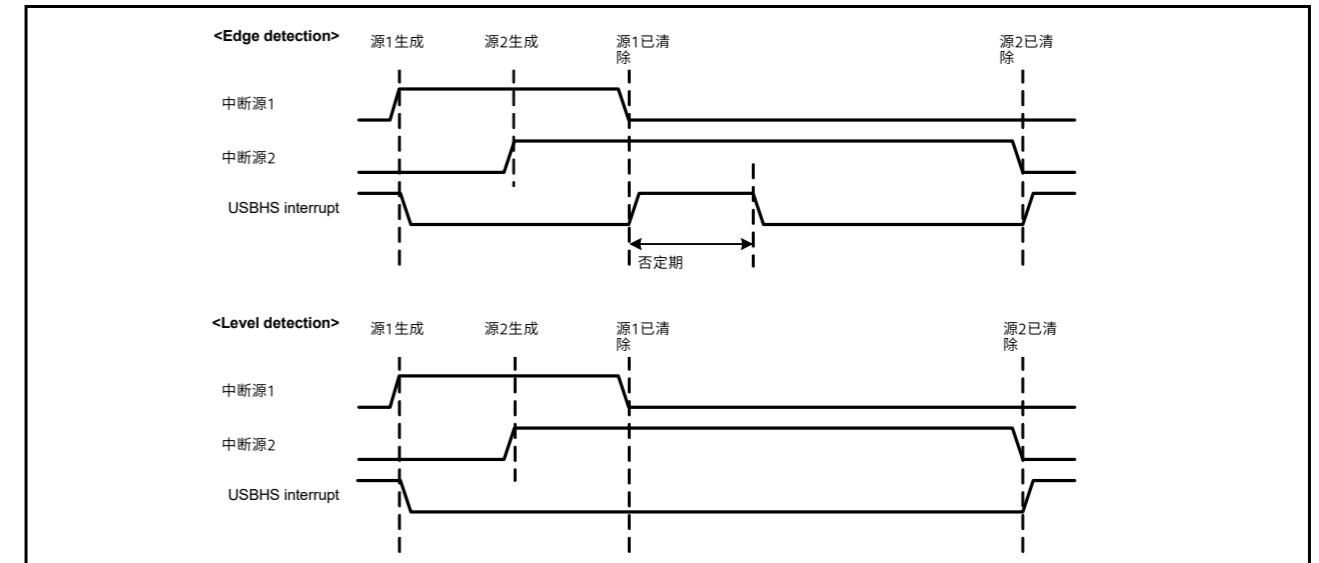 <Edge detection>
源1生成
源2生成
源1已清
除
源2已清
除
中断源1
中断源2
USBHS interrupt
否定期
<Level detection>
源1生成
源2生成
源1已清
除
源2已清
除
中断源1
中断源2
USBHS interrupt